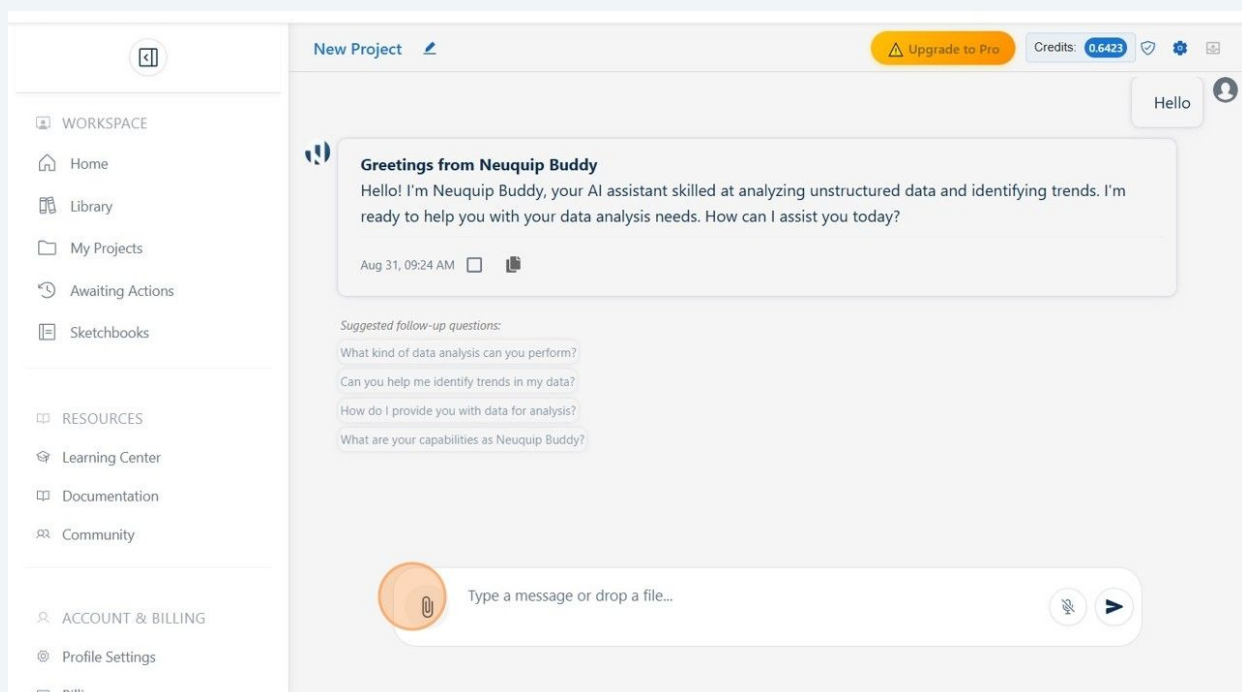 New Project
Upgrade to Pro
Credits: 0.6423
WORKSPACE
Home
Library
My Projects
Awaiting Actions
Sketchbooks
RESOURCES
Learning Center
Documentation
Community
ACCOUNT & BILLING
Profile Settings
Hello
Greetings from Neuquip Buddy
Hello! I'm Neuquip Buddy, your AI assistant skilled at analyzing unstructured data and identifying trends. I'm
ready to help you with your data analysis needs. How can I assist you today?
Aug 31, 09:24 AM
Suggested follow-up questions:
What kind of data analysis can you perform?
Can you help me identify trends in my data?
How do I provide you with data for analysis?
What are your capabilities as Neuquip Buddy?
Type a message or drop a file...